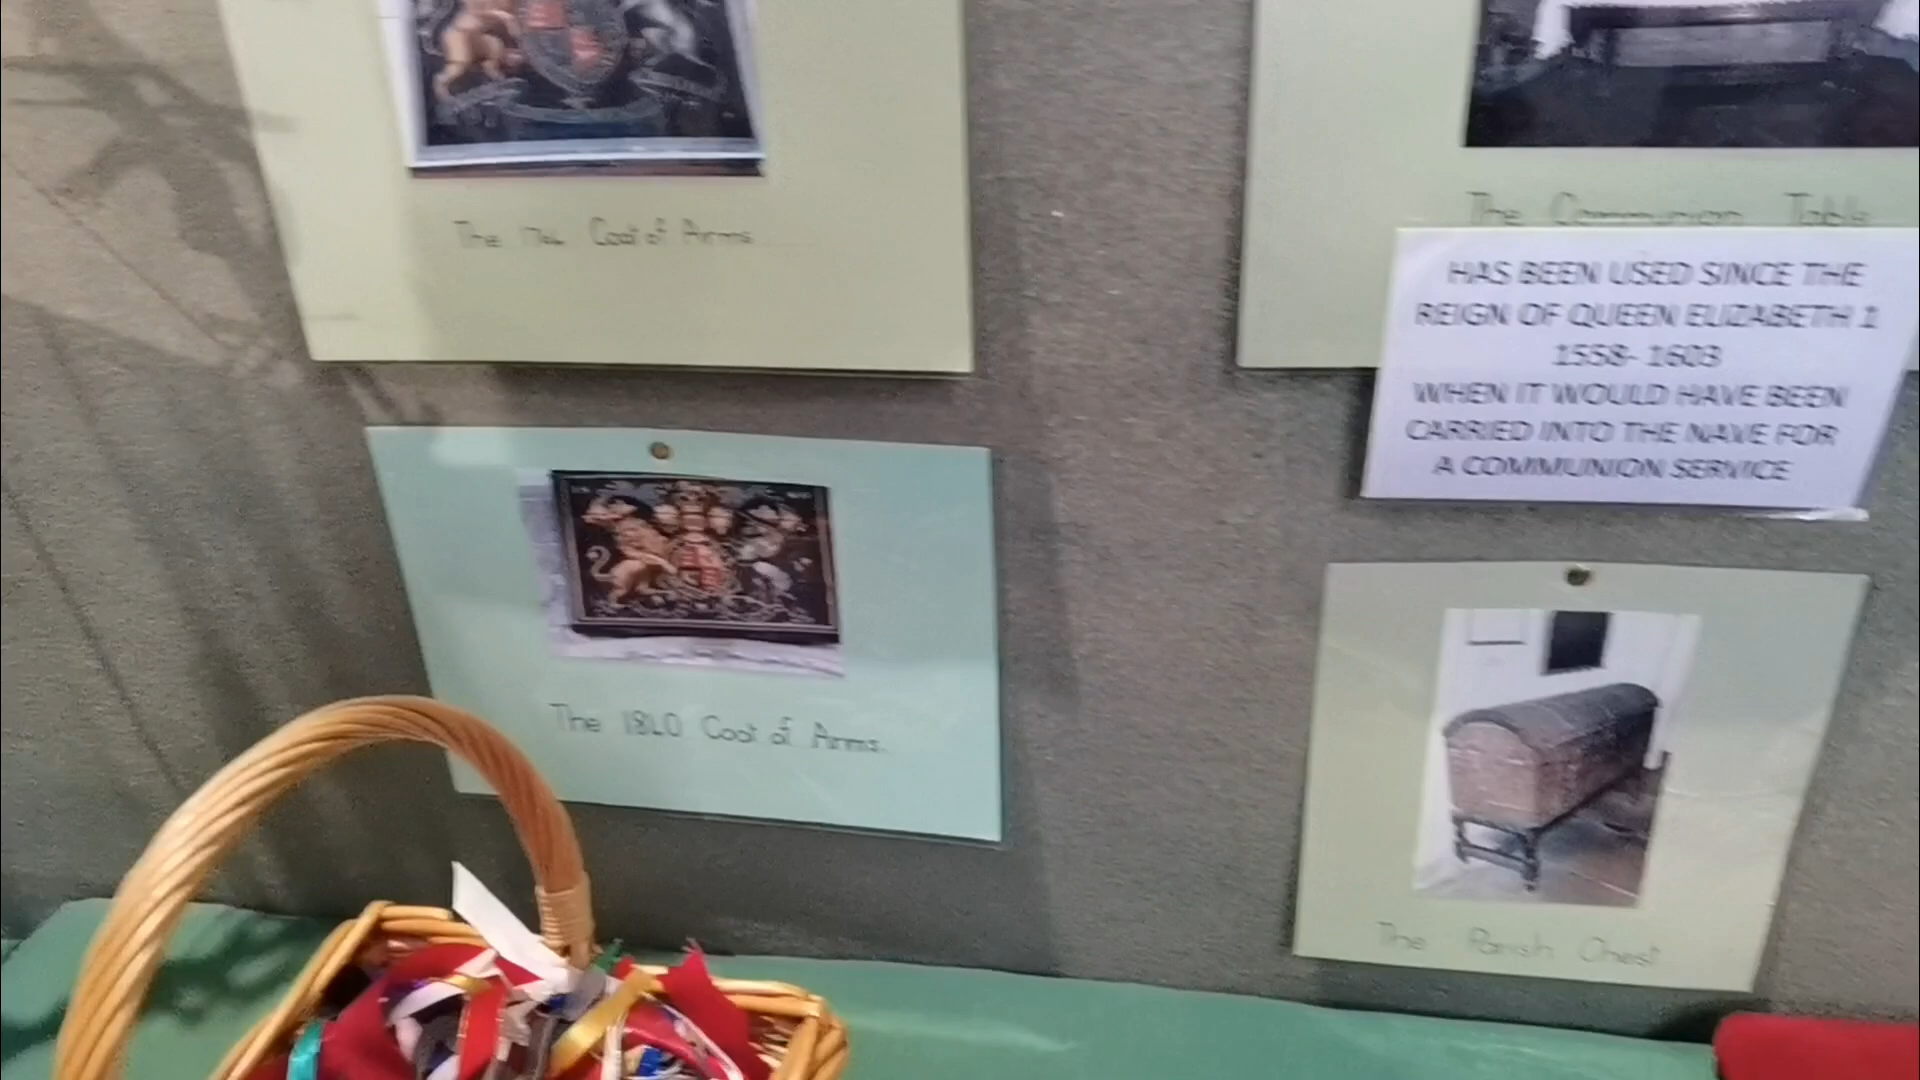 The Coat of Arms
The Communion Table
HAS BEEN USED SINCE THE
REIGN OF QUEEN ELIZABETH 1
1558- 1603
WHEN IT WOULD HAVE BEEN
CARRIED INTO THE NAVE FOR
A COMMUNION SERVICE
The Coat of Arms.
The Parish Chest